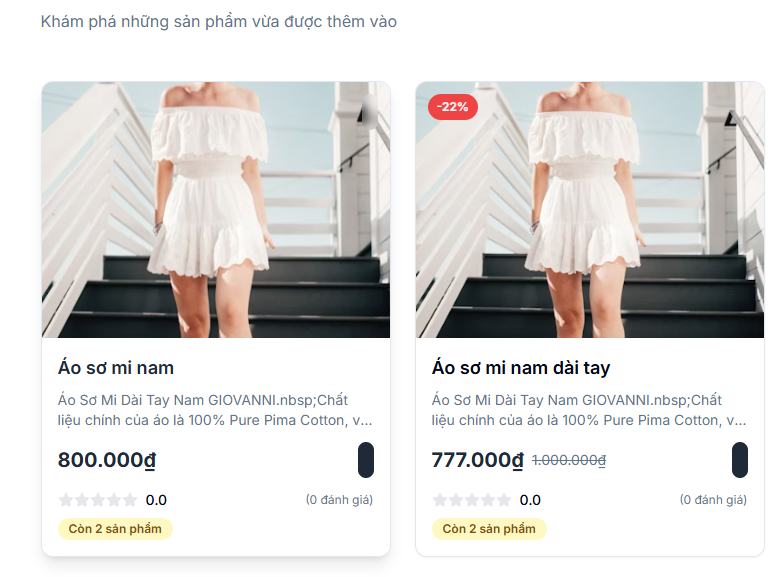 Khám phá những sản phẩm vừa được thêm vào
-22%
Áo sơ mi nam
Áo Sơ Mi Dài Tay Nam GIOVANNI.nbsp;Chất
liệu chính của áo là 100% Pure Pima Cotton, v...
800.000₫
0.0
(0 đánh giá)
Còn 2 sản phẩm
Áo sơ mi nam dài tay
Áo Sơ Mi Dài Tay Nam GIOVANNI.nbsp;Chất
liệu chính của áo là 100% Pure Pima Cotton, v...
777.000₫ 1.000.000₫
0.0
(0 đánh giá)
Còn 2 sản phẩm